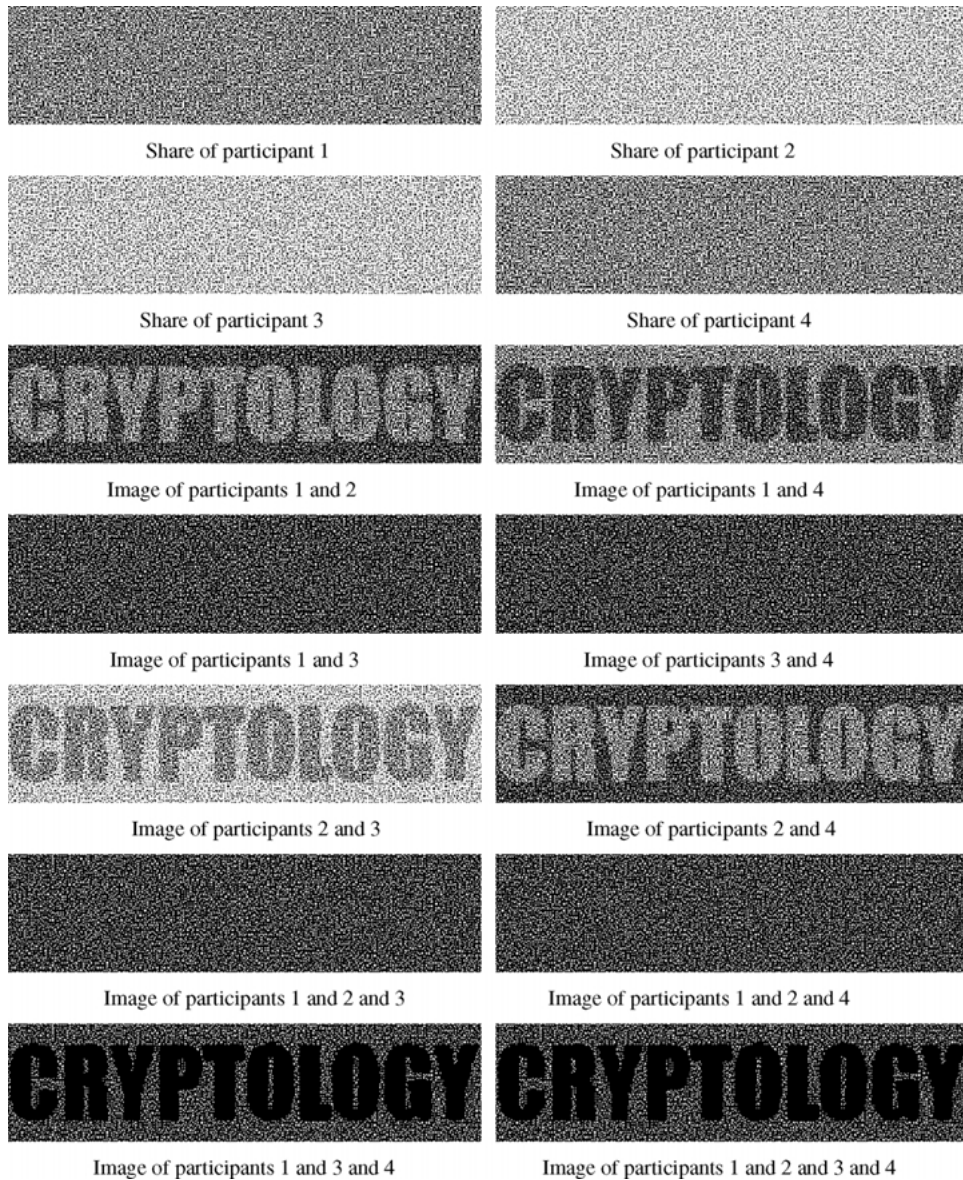 Share of participant 1
Share of participant 2
Share of participant 3
Share of participant 4
CRYPTOLOGY
CRYPTOLOGY
Image of participants 1 and 2
Image of participants 1 and 4
Image of participants 1 and 3
Image of participants 3 and 4
CRYPTOLOGY
CRYPTOLOGY
Image of participants 2 and 3
Image of participants 2 and 4
Image of participants 1 and 2 and 3
Image of participants 1 and 2 and 4
CRYPTOLOGY
CRYPTOLOGY
Image of participants 1 and 3 and 4
Image of participants 1 and 2 and 3 and 4